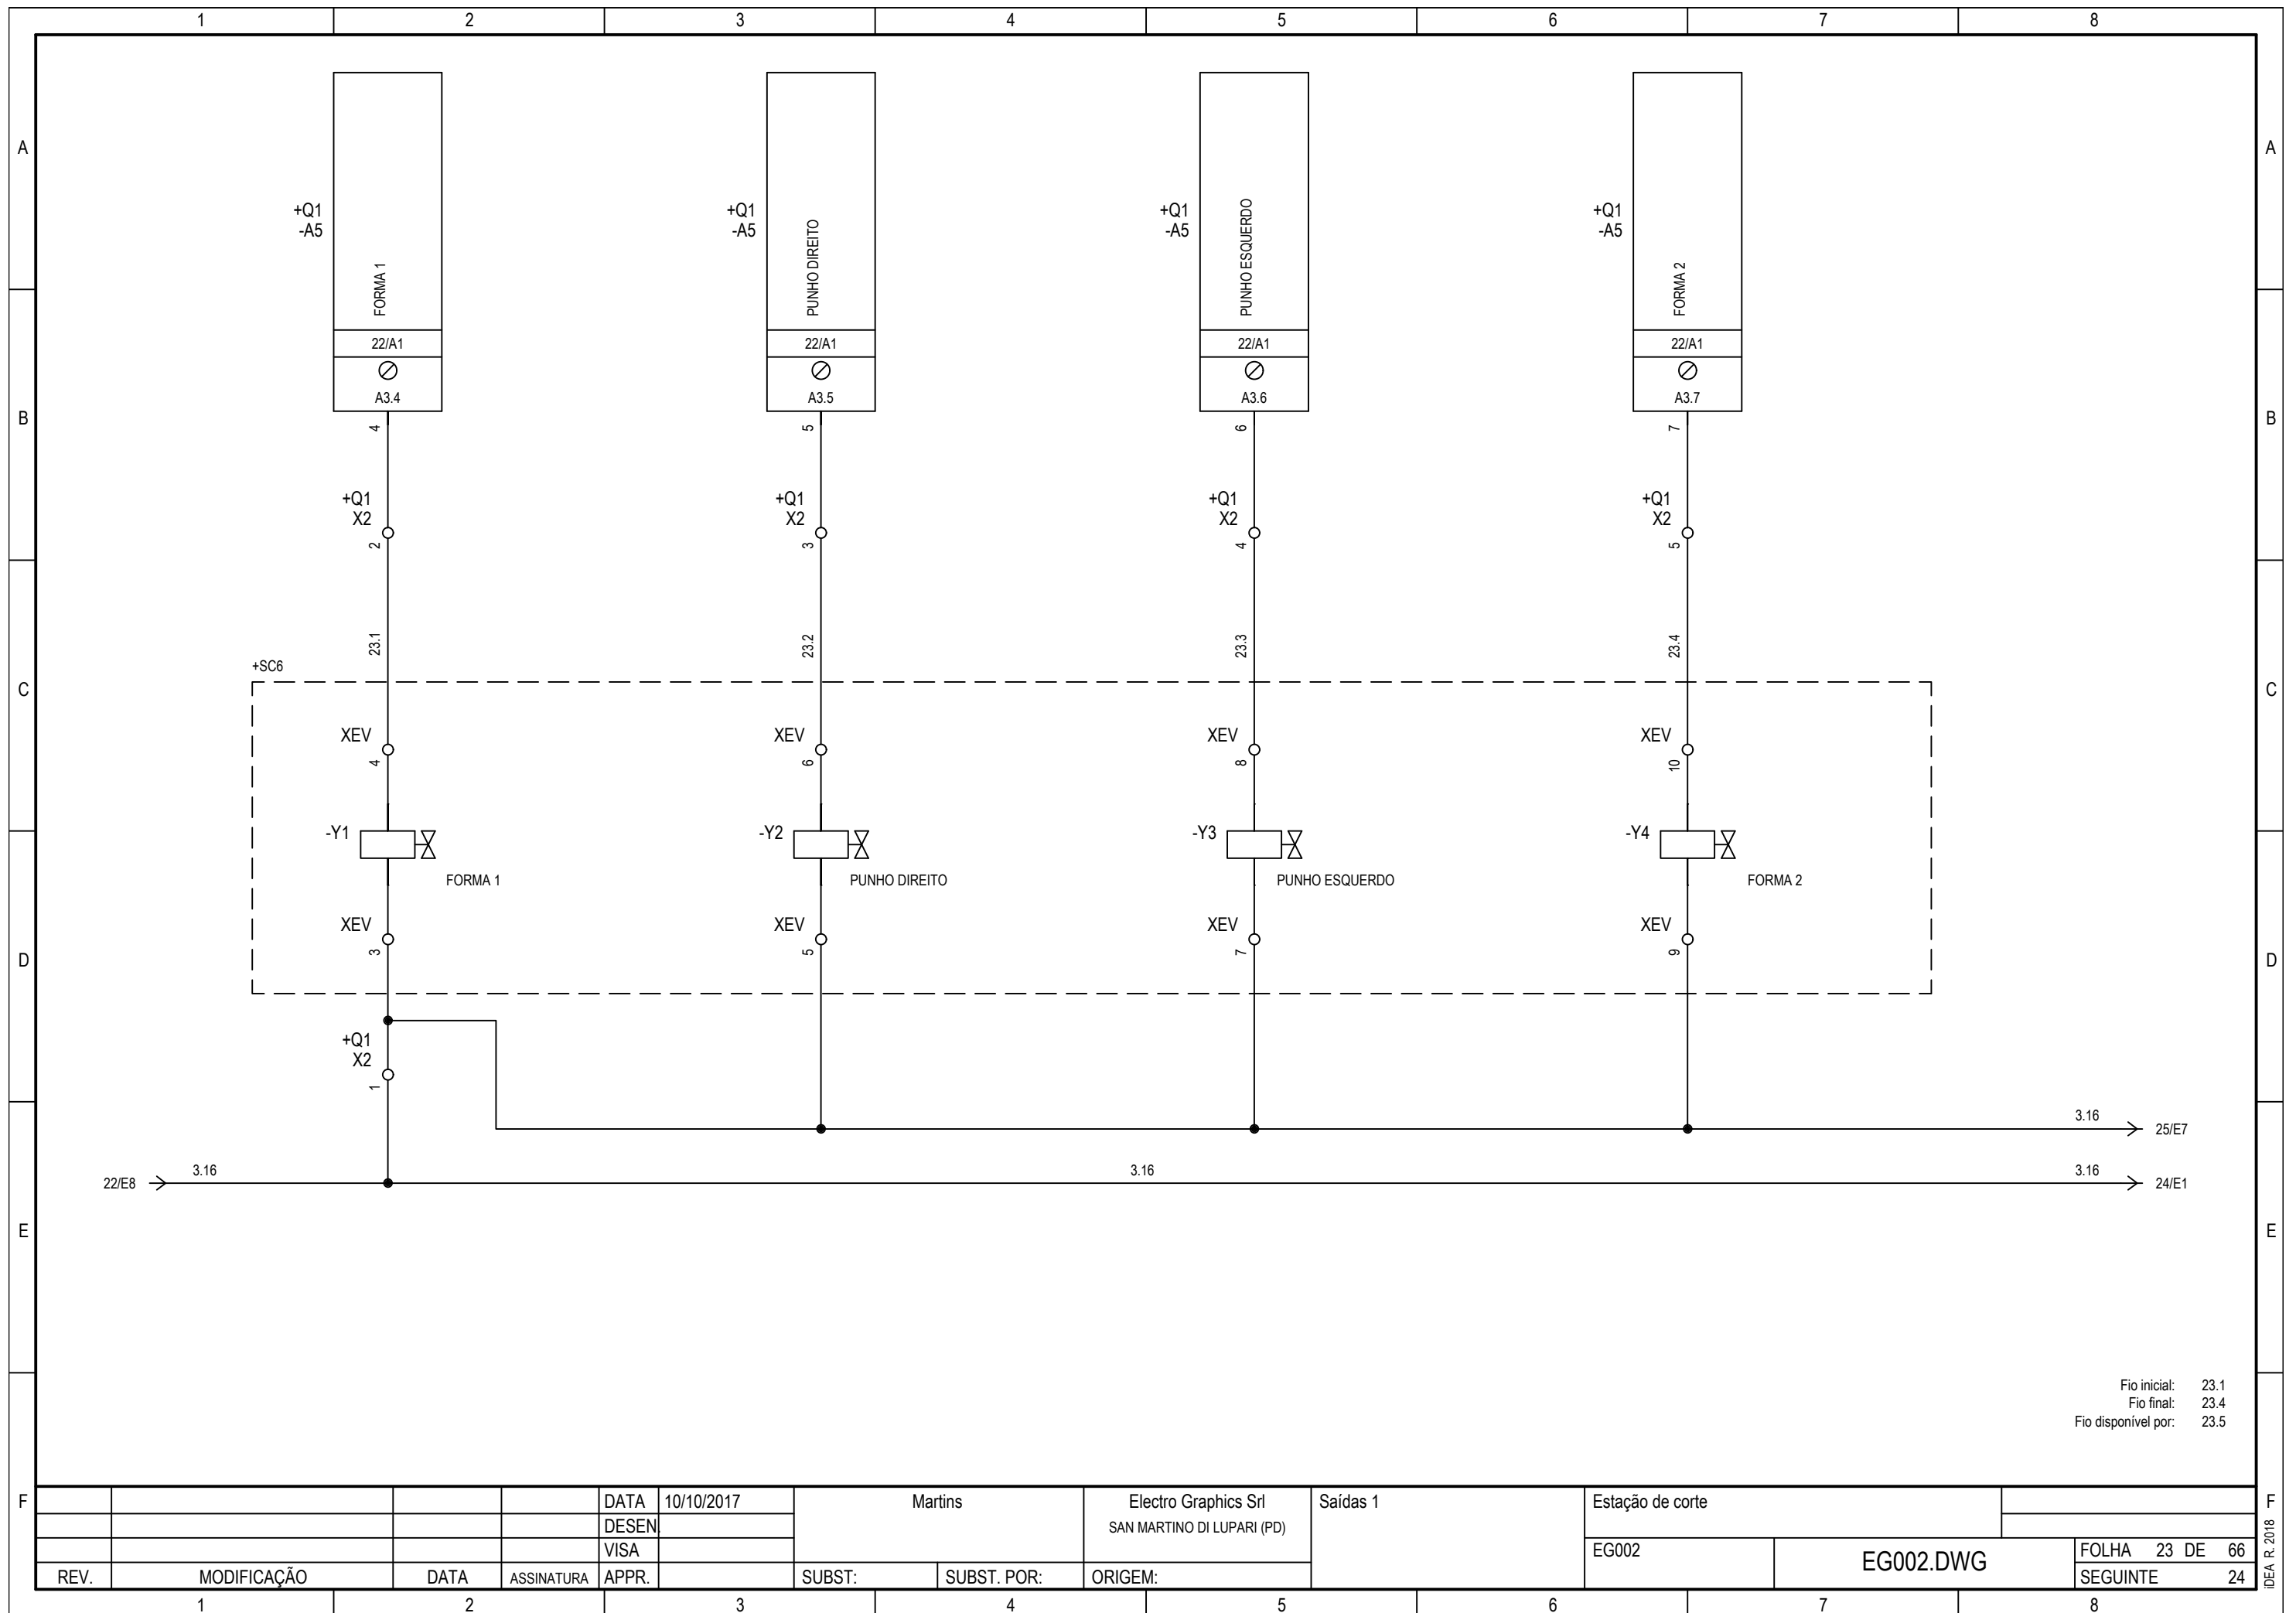 1 2 3 4 5 6 7 8
A A
+Q1 +Q1 +Q1 +Q1
-A5 -A5 -A5 -A5
FORMA 1 PUNHO DIREITO PUNHO ESQUERDO FORMA 2
22/A1 22/A1 22/A1 22/A1
A3.4 A3.5 A3.6 A3.7
B B
4 5 6 7
+Q1 +Q1 +Q1 +Q1
X2 X2 X2 X2
2 3 4 5
23.1 23.2 23.3 23.4
+SC6
C C
XEV XEV XEV XEV
4 6 8 10
-Y1 -Y2 -Y3 -Y4
FORMA 1 PUNHO DIREITO PUNHO ESQUERDO FORMA 2
XEV XEV XEV XEV
3 5 7 9
D D
+Q1
X2
1
3.16
25/E7
3.16 3.16 3.16
22/E8 24/E1
E E
Fio inicial: 23.1
Fio final: 23.4
Fio disponível por: 23.5
F F
DATA 10/10/2017 Martins Electro Graphics Srl Saídas 1 Estação de corte
DESEN. SAN MARTINO DI LUPARI (PD)
VISA EG002 EG002.DWG FOLHA 23 DE 66
REV. MODIFICAÇÃO DATA ASSINATURA APPR. SUBST: SUBST. POR: ORIGEM: SEGUINTE 24
iDEA R. 2018
1 2 3 4 5 6 7 8